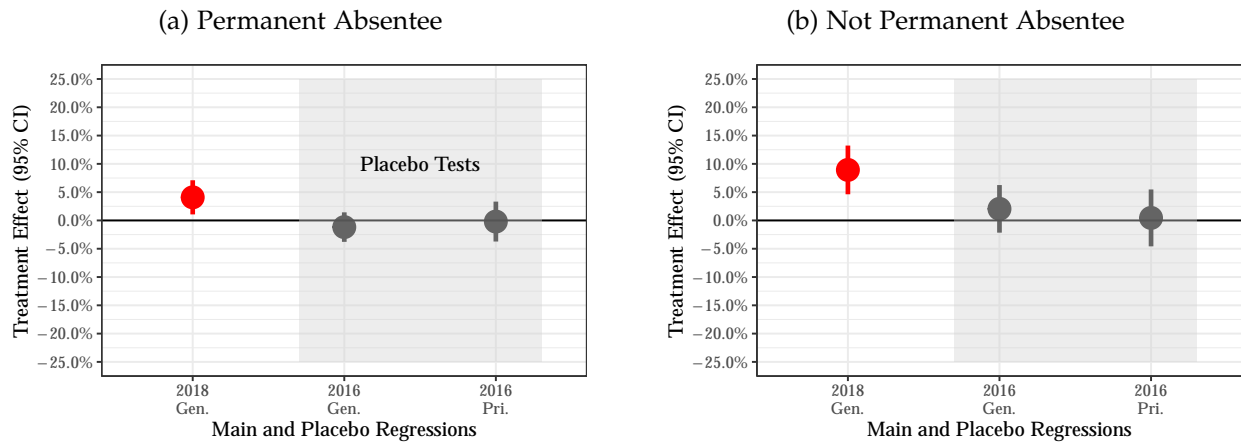 (a) Permanent Absentee
Treatment Effect (95% CI)
25.0%
20.0%
15.0%
10.0%
5.0%
0.0%
−5.0%
−10.0%
−15.0%
−20.0%
−25.0%
Placebo Tests
2018
Gen.
2016
Gen.
2016
Pri.
Main and Placebo Regressions
(b) Not Permanent Absentee
Treatment Effect (95% CI)
25.0%
20.0%
15.0%
10.0%
5.0%
0.0%
−5.0%
−10.0%
−15.0%
−20.0%
−25.0%
2018
Gen.
2016
Gen.
2016
Pri.
Main and Placebo Regressions